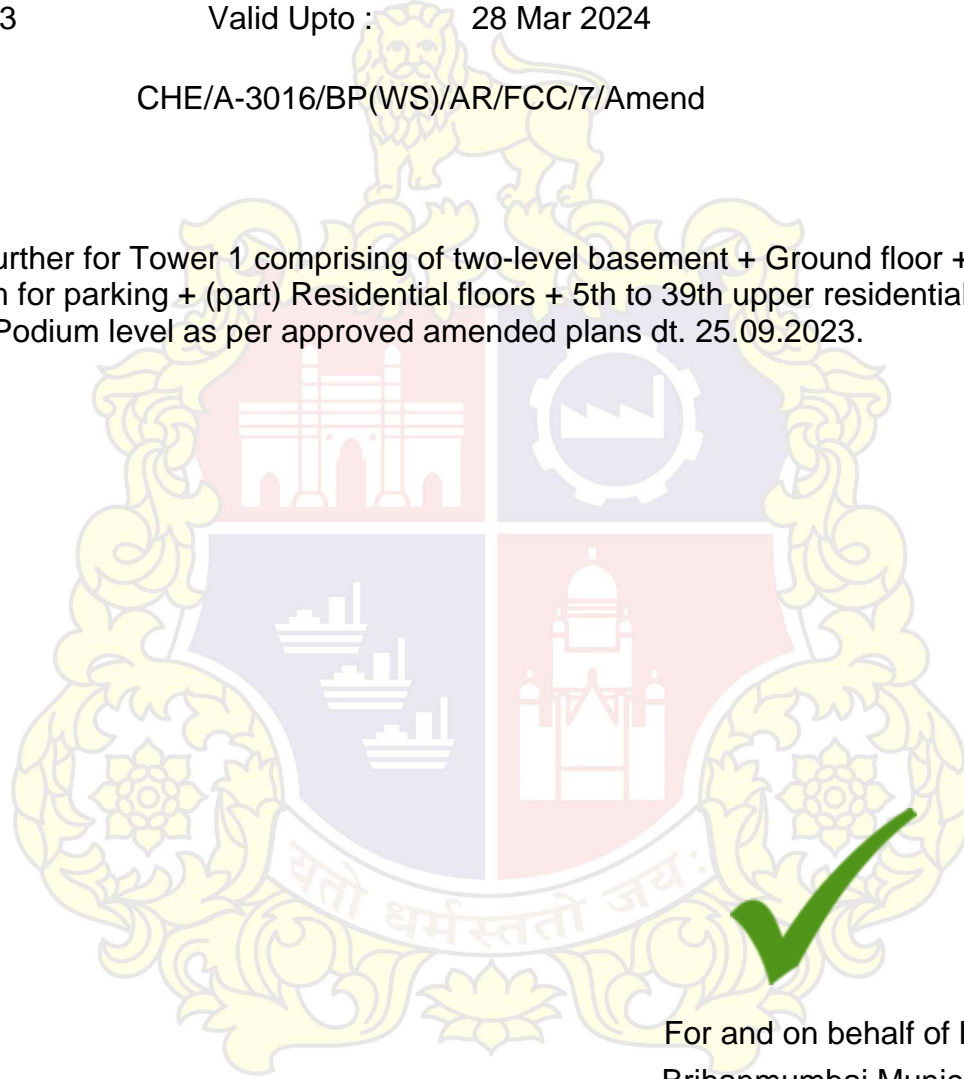 3 Valid Upto : 28 Mar 2024
CHE/A-3016/BP(WS)/AR/FCC/7/Amend
urther for Tower 1 comprising of two-level basement + Ground floor +
n for parking + (part) Residential floors + 5th to 39th upper residential
Podium level as per approved amended plans dt. 25.09.2023.
यतो धर्मस्ततो जय:
For and on behalf of
Brihanmumbai Munic